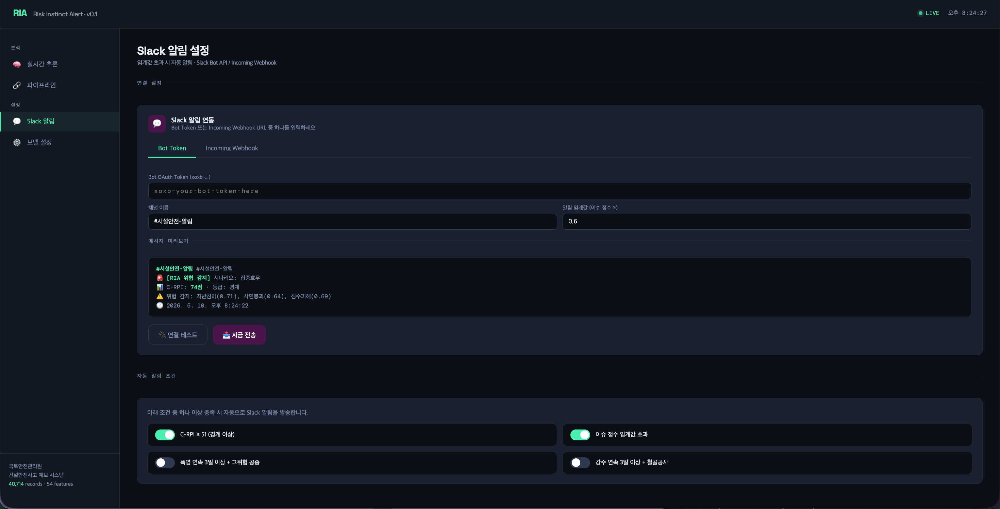 RIA Risk Instinct Alert · v0.1
LIVE 오후 8:24:27
분석
실시간 추론
파이프라인
설정
Slack 알림
모델 설정
국토안전관리원
건설안전사고 예보 시스템
40,714 records · 54 features
Slack 알림 설정
임계값 초과 시 자동 알림 · Slack Bot API / Incoming Webhook
연결 설정
Slack 알림 연동
Bot Token 또는 Incoming Webhook URL 중 하나를 입력하세요
Bot Token Incoming Webhook
Bot OAuth Token (xoxb-...)
xoxb-your-bot-token-here
채널 이름
#시설안전-알림
알림 임계값 (이슈 점수 ≥)
0.6
메시지 미리보기
#시설안전-알림 #시설안전-알림
[RIA 위험 감지] 시나리오: 집중호우
C-RPI: 74점 · 등급: 경계
위험 감지: 지반침하(0.71), 사면붕괴(0.64), 침수피해(0.69)
2026. 5. 10. 오후 8:24:22
연결 테스트
지금 전송
자동 알림 조건
아래 조건 중 하나 이상 충족 시 자동으로 Slack 알림을 발송합니다.
C-RPI ≥ 51 (경계 이상)
이슈 점수 임계값 초과
폭염 연속 3일 이상 + 고위험 공종
강수 연속 3일 이상 + 철골공사